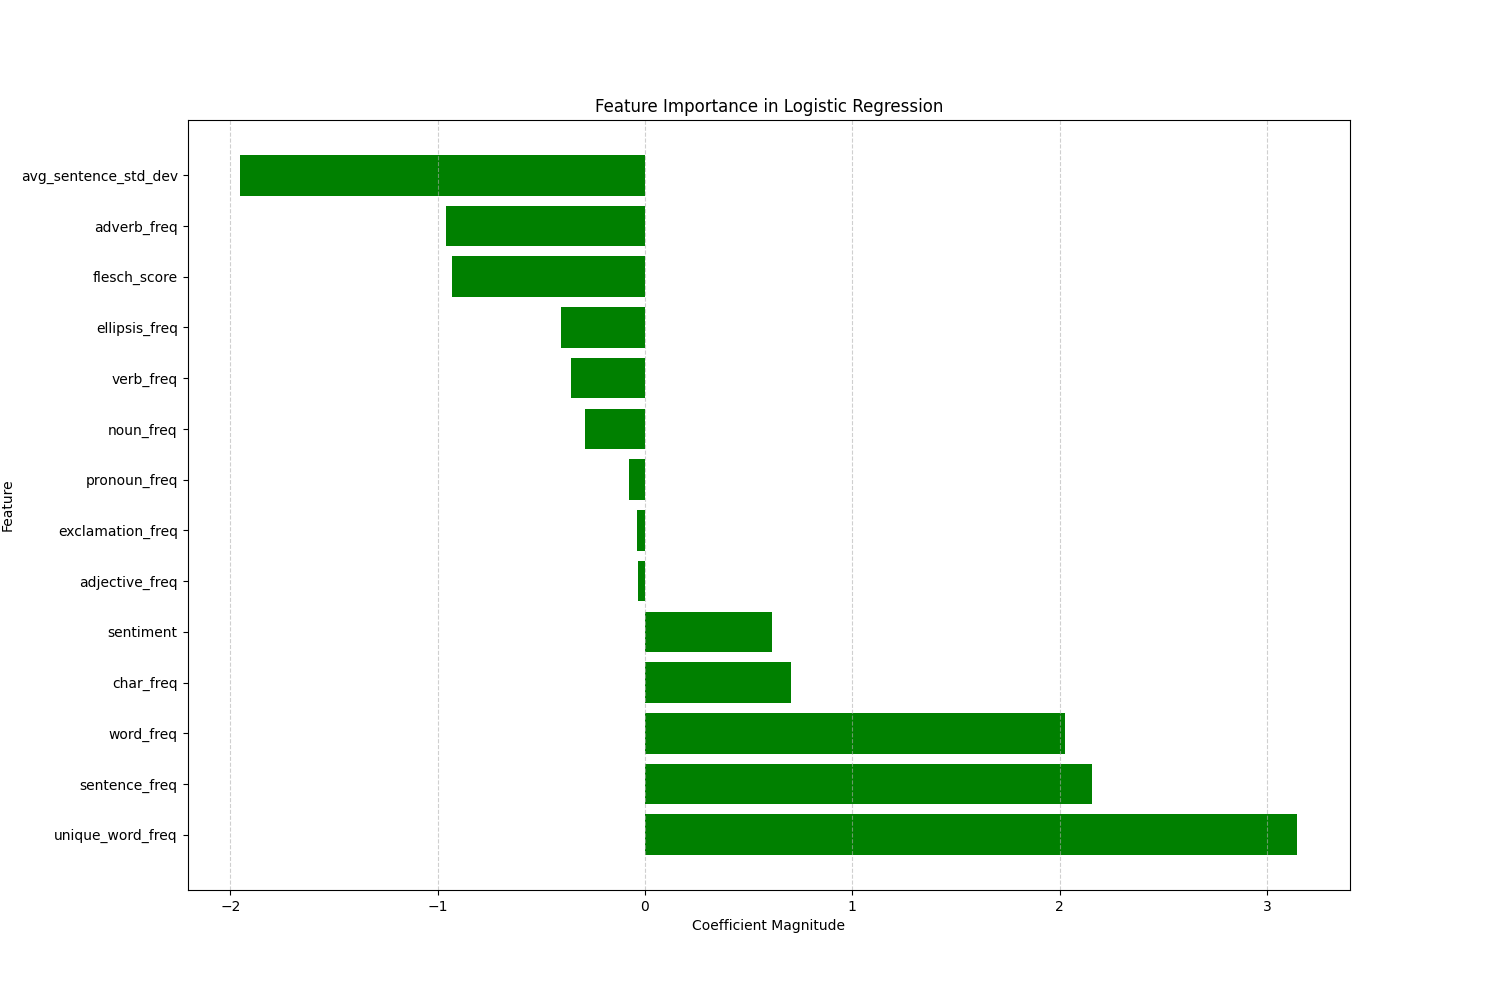 Feature Importance in Logistic Regression
Feature
avg_sentence_std_dev
adverb_freq
flesch_score
ellipsis_freq
verb_freq
noun_freq
pronoun_freq
exclamation_freq
adjective_freq
sentiment
char_freq
word_freq
sentence_freq
unique_word_freq
−2 −1 0 1 2 3
Coefficient Magnitude